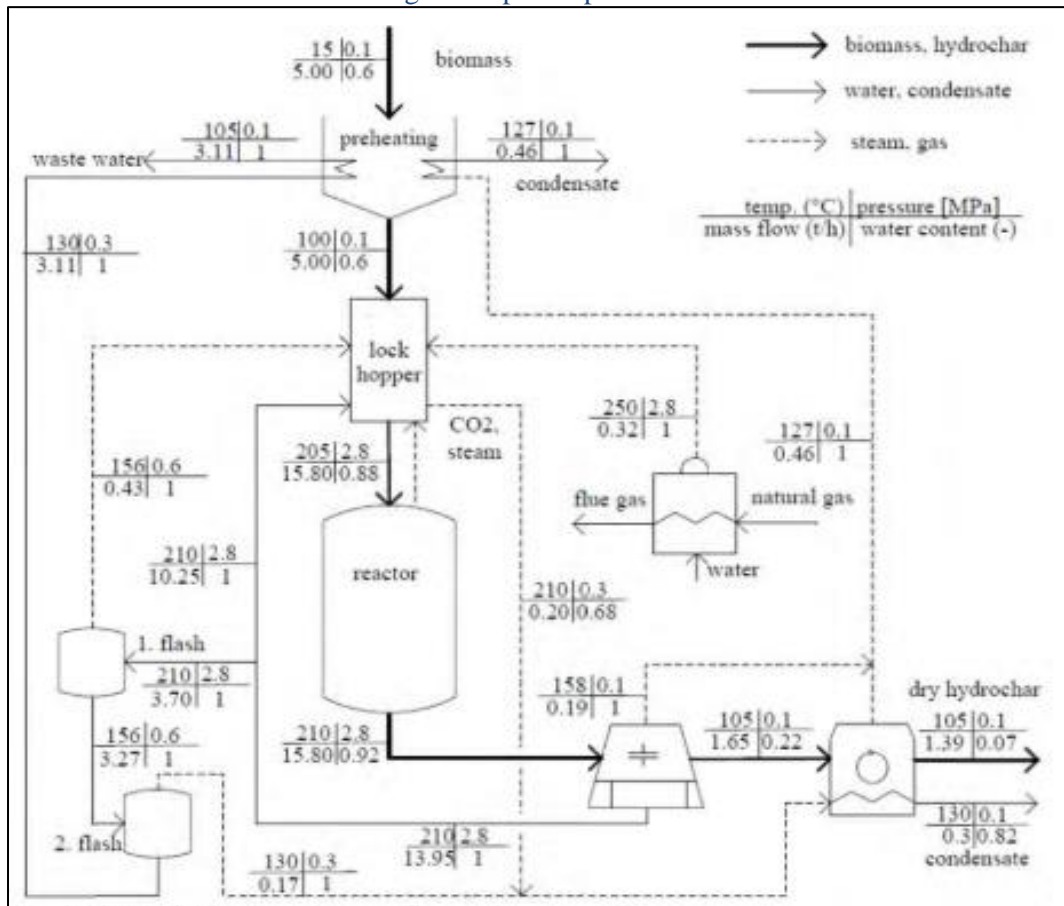 15|0.1
5.00|0.6
biomass
biomass, hydrochar
water, condensate
steam, gas
temp. (°C)|pressure [MPa]
mass flow (t/h)|water content (-)
105|0.1
3.11|1
waste water
preheating
127|0.1
0.46|1
condensate
130|0.3
3.11|1
100|0.1
5.00|0.6
lock
hopper
CO2,
steam
250|2.8
0.32|1
127|0.1
0.46|1
205|2.8
15.80|0.88
156|0.6
0.43|1
flue gas
natural gas
water
210|2.8
10.25|1
reactor
210|0.3
0.20|0.68
1. flash
210|2.8
3.70|1
158|0.1
0.19|1
dry hydrochar
156|0.6
3.27|1
210|2.8
15.80|0.92
105|0.1
1.65|0.22
105|0.1
1.39|0.07
2. flash
210|2.8
13.95|1
130|0.1
0.3|0.82
condensate
130|0.3
0.17|1